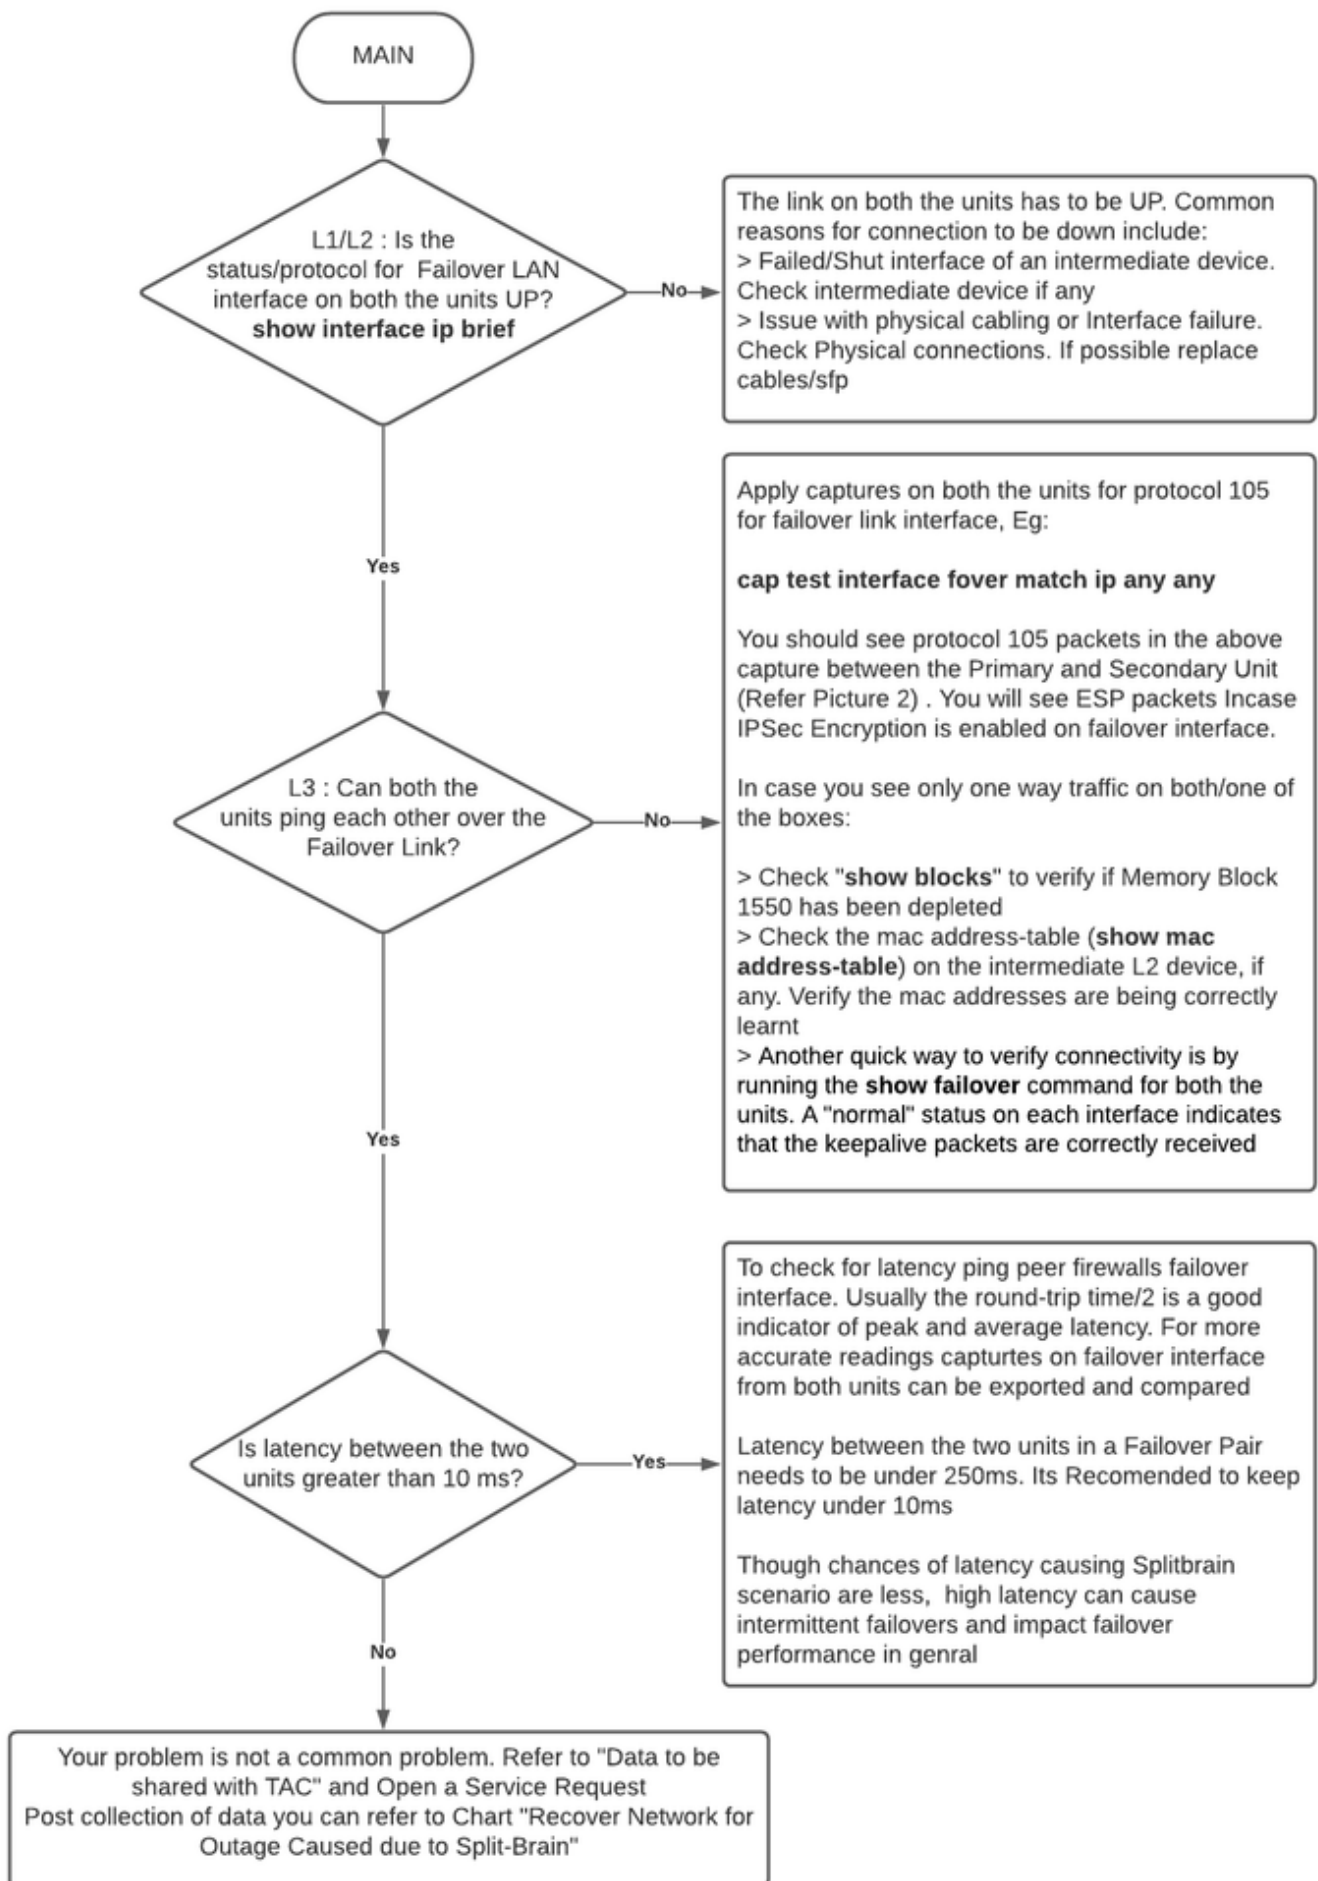 MAIN
L1/L2 : Is the
status/protocol for Failover LAN
interface on both the units UP?
show interface ip brief
No
The link on both the units has to be UP. Common
reasons for connection to be down include:
> Failed/Shut interface of an intermediate device.
Check intermediate device if any
> Issue with physical cabling or Interface failure.
Check Physical connections. If possible replace
cables/sfp
Yes
L3 : Can both the
units ping each other over the
Failover Link?
No
Apply captures on both the units for protocol 105
for failover link interface, Eg:
cap test interface fover match ip any any
You should see protocol 105 packets in the above
capture between the Primary and Secondary Unit
(Refer Picture 2) . You will see ESP packets Incase
IPSec Encryption is enabled on failover interface.
In case you see only one way traffic on both/one of
the boxes:
> Check "show blocks" to verify if Memory Block
1550 has been depleted
> Check the mac address-table (show mac
address-table) on the intermediate L2 device, if
any. Verify the mac addresses are being correctly
learnt
> Another quick way to verify connectivity is by
running the show failover command for both the
units. A "normal" status on each interface indicates
that the keepalive packets are correctly received
Yes
Is latency between the two
units greater than 10 ms?
Yes
To check for latency ping peer firewalls failover
interface. Usually the round-trip time/2 is a good
indicator of peak and average latency. For more
accurate readings capturtes on failover interface
from both units can be exported and compared
Latency between the two units in a Failover Pair
needs to be under 250ms. Its Recomended to keep
latency under 10ms
Though chances of latency causing Splitbrain
scenario are less, high latency can cause
intermittent failovers and impact failover
performance in genral
No
Your problem is not a common problem. Refer to "Data to be
shared with TAC" and Open a Service Request
Post collection of data you can refer to Chart "Recover Network for
Outage Caused due to Split-Brain"